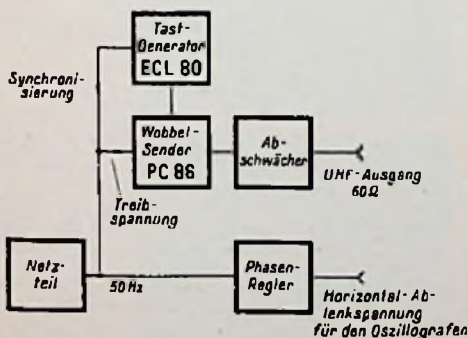 Tast-
Generator
ECL 80
Synchroni-
sierung
Wobbel-
Sender
PC 86
Ab-
schwächer
UHF-Ausgang
60Ω
Treib-
spannung
Netz-
teil
50 Hz
Phasen-
Regler
Horizontal-Ab-
lenkspannung
für den Oszillografen